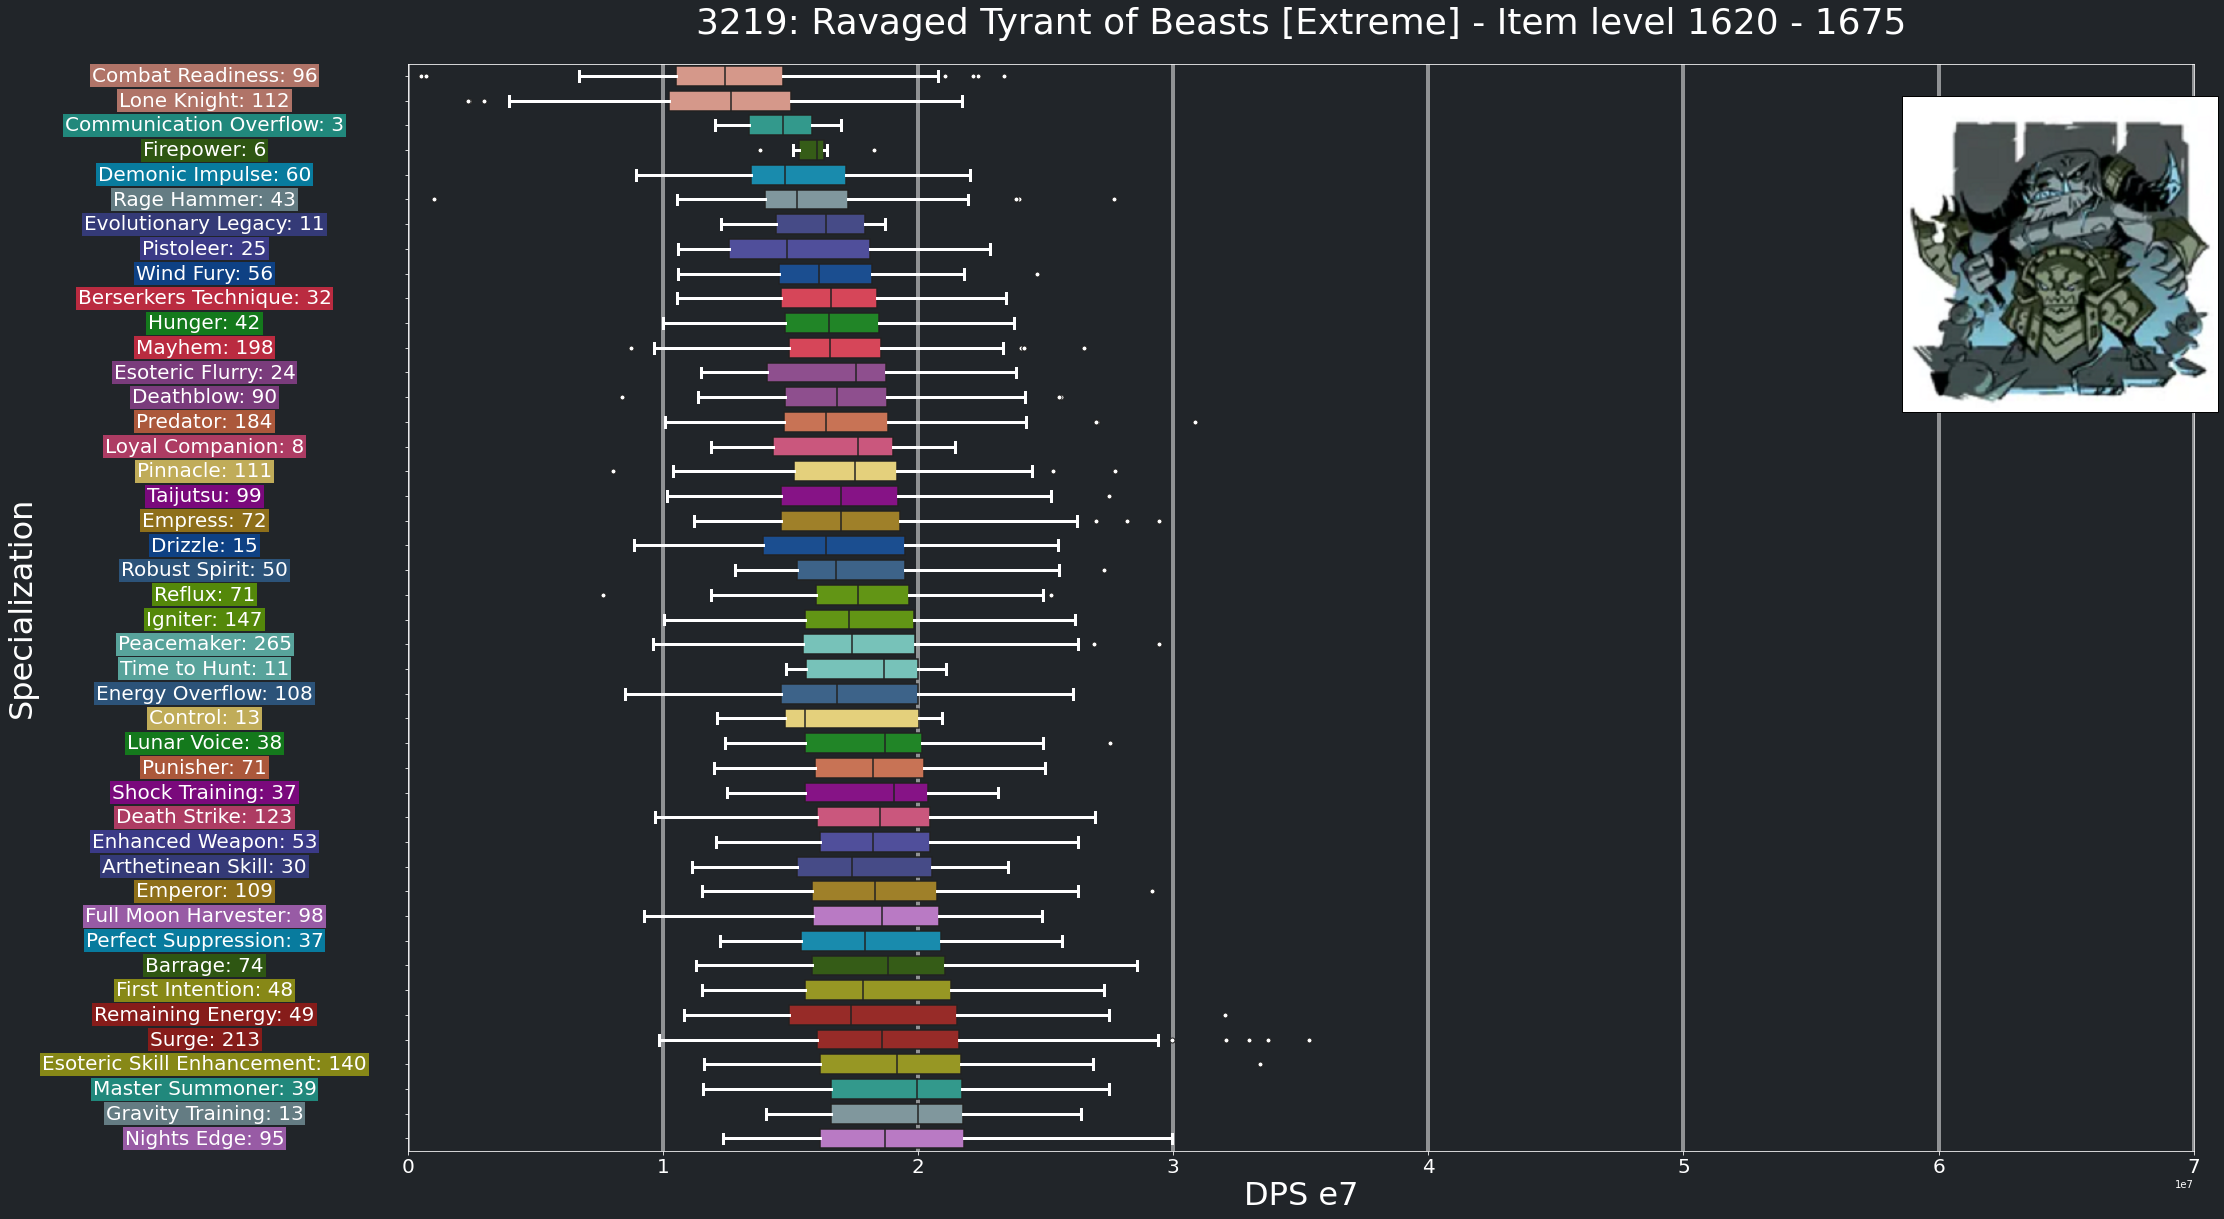 3219: Ravaged Tyrant of Beasts [Extreme] - Item level 1620 - 1675
Specialization
Combat Readiness: 96
Lone Knight: 112
Communication Overflow: 3
Firepower: 6
Demonic Impulse: 60
Rage Hammer: 43
Evolutionary Legacy: 11
Pistoleer: 25
Wind Fury: 56
Berserkers Technique: 32
Hunger: 42
Mayhem: 198
Esoteric Flurry: 24
Deathblow: 90
Predator: 184
Loyal Companion: 8
Pinnacle: 111
Taijutsu: 99
Empress: 72
Drizzle: 15
Robust Spirit: 50
Reflux: 71
Igniter: 147
Peacemaker: 265
Time to Hunt: 11
Energy Overflow: 108
Control: 13
Lunar Voice: 38
Punisher: 71
Shock Training: 37
Death Strike: 123
Enhanced Weapon: 53
Arthetinean Skill: 30
Emperor: 109
Full Moon Harvester: 98
Perfect Suppression: 37
Barrage: 74
First Intention: 48
Remaining Energy: 49
Surge: 213
Esoteric Skill Enhancement: 140
Master Summoner: 39
Gravity Training: 13
Nights Edge: 95
0 1 2 3 4 5 6 7
1e7
DPS e7